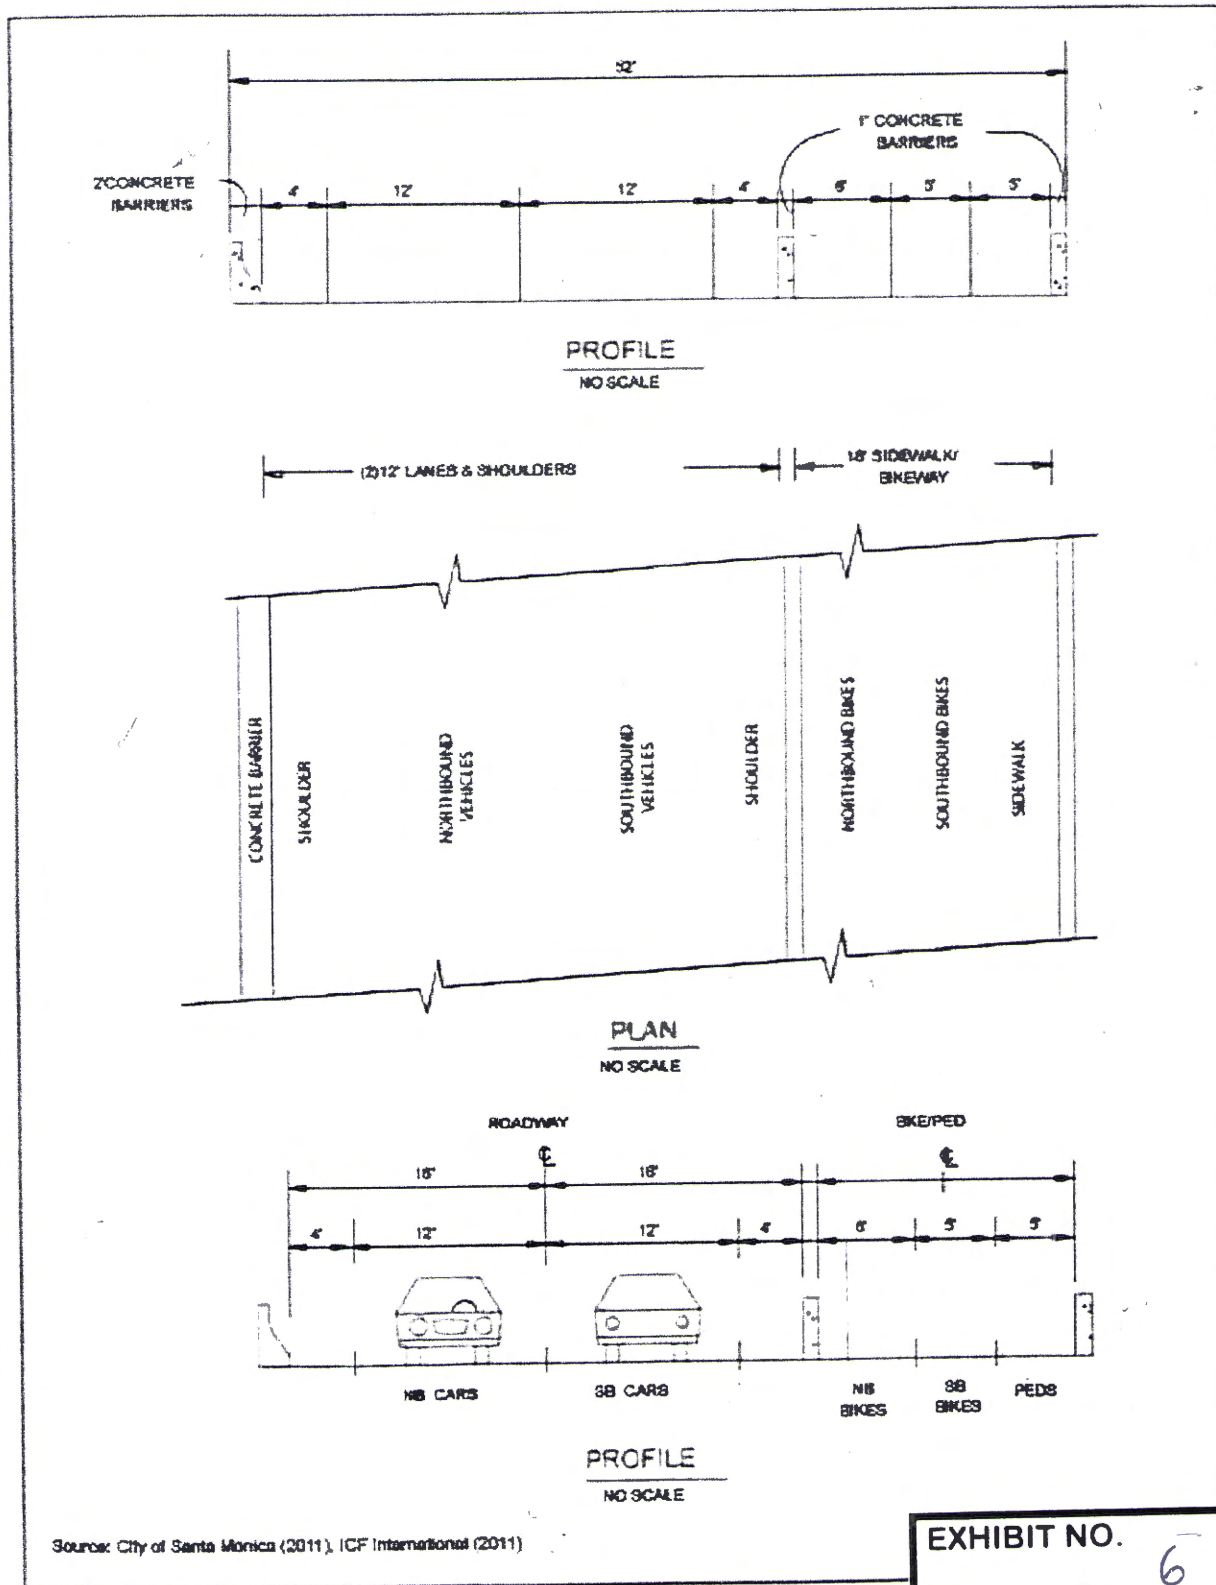 52'
1' CONCRETE
BARRIERS
2' CONCRETE
BARRIERS
4' 12' 12' 4' 6' 5' 5'
PROFILE
NO SCALE
(2)12' LANES & SHOULDERS
16' SIDEWALK/
BIKEWAY
CONCRETE BARRIER
SHOULDER
NORTHBOUND
VEHICLES
SOUTHBOUND
VEHICLES
SHOULDER
NORTHBOUND BIKES
SOUTHBOUND BIKES
SIDEWALK
PLAN
NO SCALE
ROADWAY
BIKE/PED
℄ ℄
16' 16'
4' 12' 12' 4' 6' 5' 5'
NB CARS
SB CARS
NB
BIKES
SB
BIKES
PEDS
PROFILE
NO SCALE
Source: City of Santa Monica (2011), ICF International (2011)
EXHIBIT NO.
6